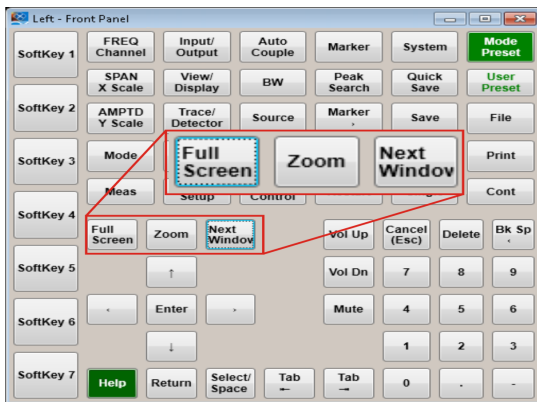 Left - Front Panel
SoftKey 1
FREQ
Channel
Input/
Output
Auto
Couple
Marker
System
Mode
Preset
SPAN
X Scale
View/
Display
BW
Peak
Search
Quick
Save
User
Preset
SoftKey 2
AMPTD
Y Scale
Trace/
Detector
Source
Marker
Save
File
SoftKey 3
Mode
Full
Screen
Zoom
Next
Windov
Print
Meas
Setup
Control
Cont
SoftKey 4
Full
Screen
Zoom
Next
Windov
Vol Up
Cancel
(Esc)
Delete
Bk Sp
‹
SoftKey 5
↑
Vol Dn
7
8
9
‹
Enter
›
Mute
4
5
6
SoftKey 6
↓
1
2
3
SoftKey 7
Help
Return
Select/
Space
Tab
←
Tab
→
0
.
-